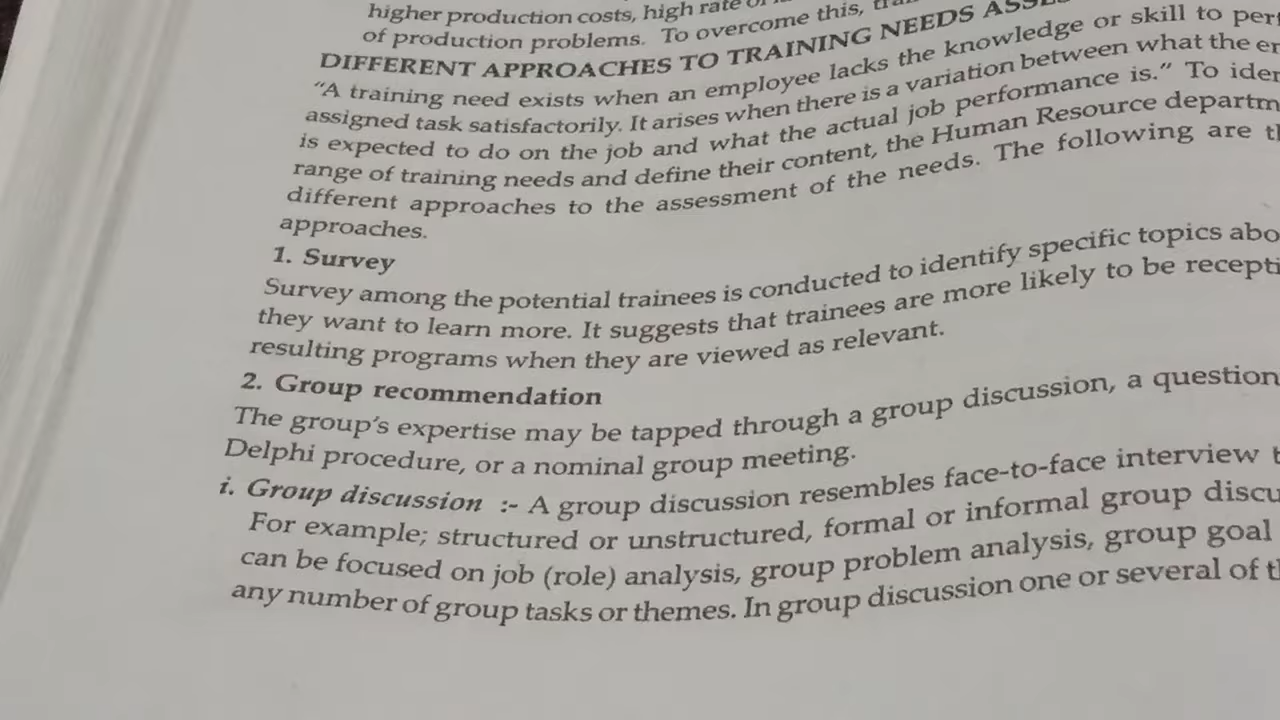 higher production costs, high rate
of production problems. To overcome this,
DIFFERENT APPROACHES TO TRAINING NEEDS
“A training need exists when an employee lacks the knowledge or skill to
assigned task satisfactorily. It arises when there is a variation between what the
is expected to do on the job and what the actual job performance is.” To
range of training needs and define their content, the Human Resource
different approaches to the assessment of the needs. The following are
approaches.
1. Survey
Survey among the potential trainees is conducted to identify specific topics
they want to learn more. It suggests that trainees are more likely to be
resulting programs when they are viewed as relevant.
2. Group recommendation
The group’s expertise may be tapped through a group discussion, a
Delphi procedure, or a nominal group meeting.
i. Group discussion :- A group discussion resembles face-to-face interview
For example; structured or unstructured, formal or informal group
can be focused on job (role) analysis, group problem analysis, group goal
any number of group tasks or themes. In group discussion one or several of